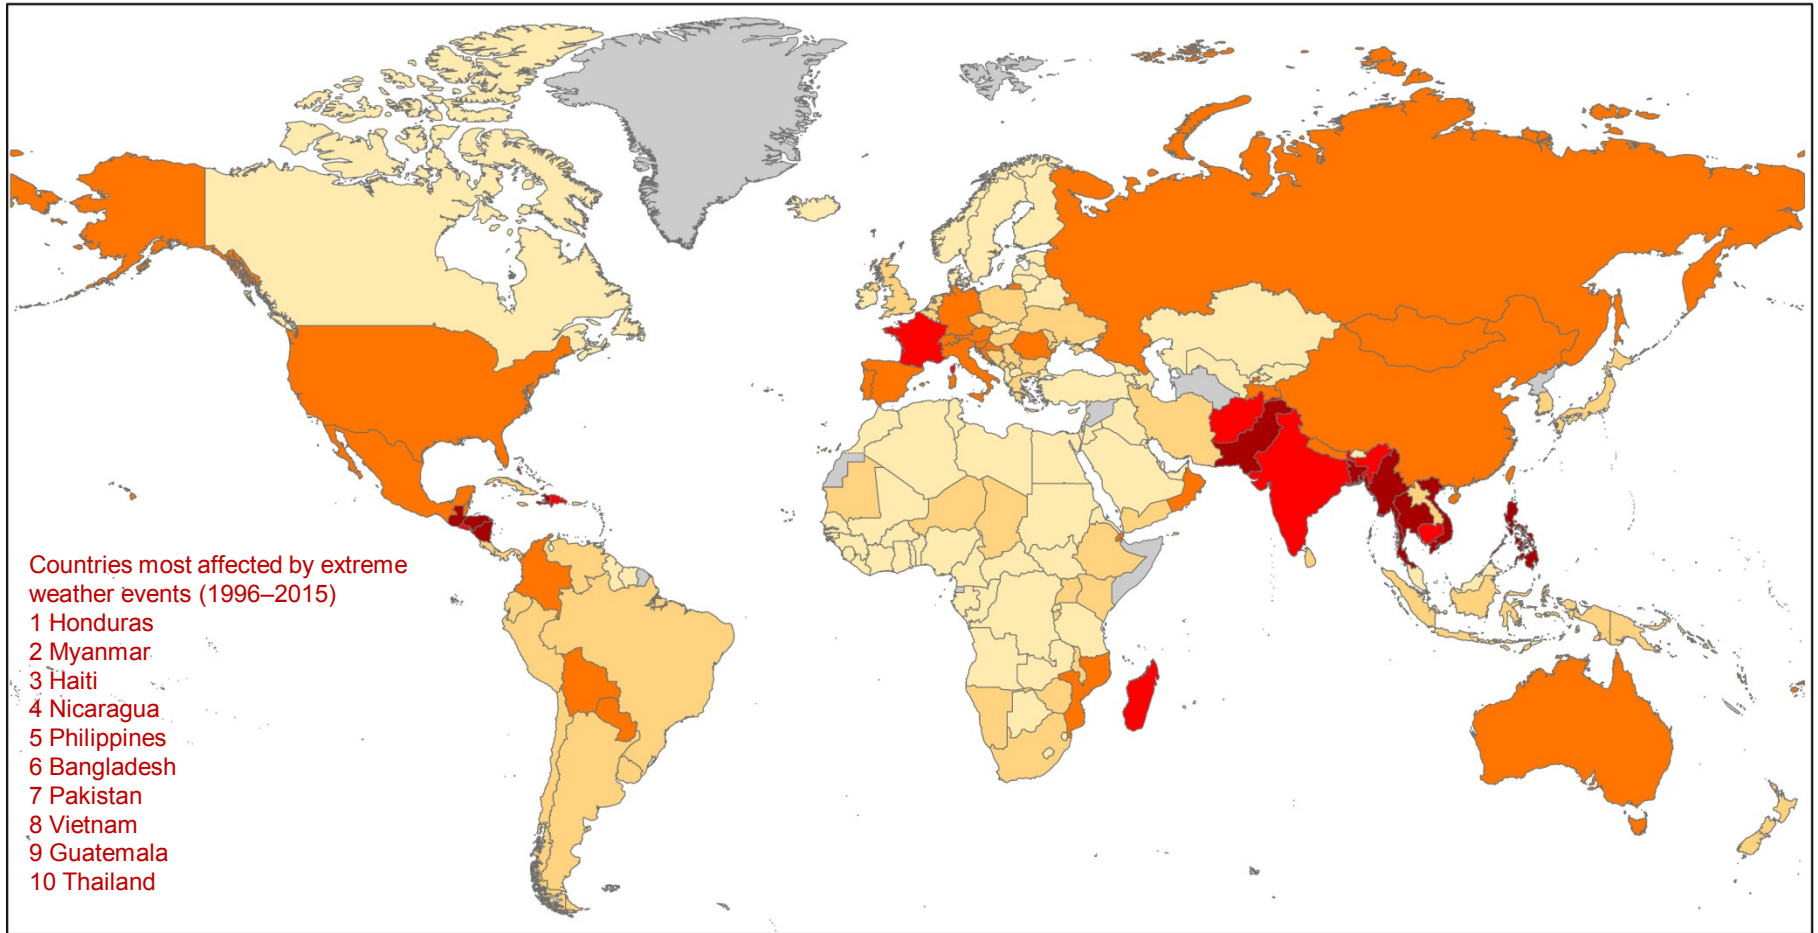 Countries most affected by extreme
weather events (1996–2015)
1 Honduras
2 Myanmar
3 Haiti
4 Nicaragua
5 Philippines
6 Bangladesh
7 Pakistan
8 Vietnam
9 Guatemala
10 Thailand